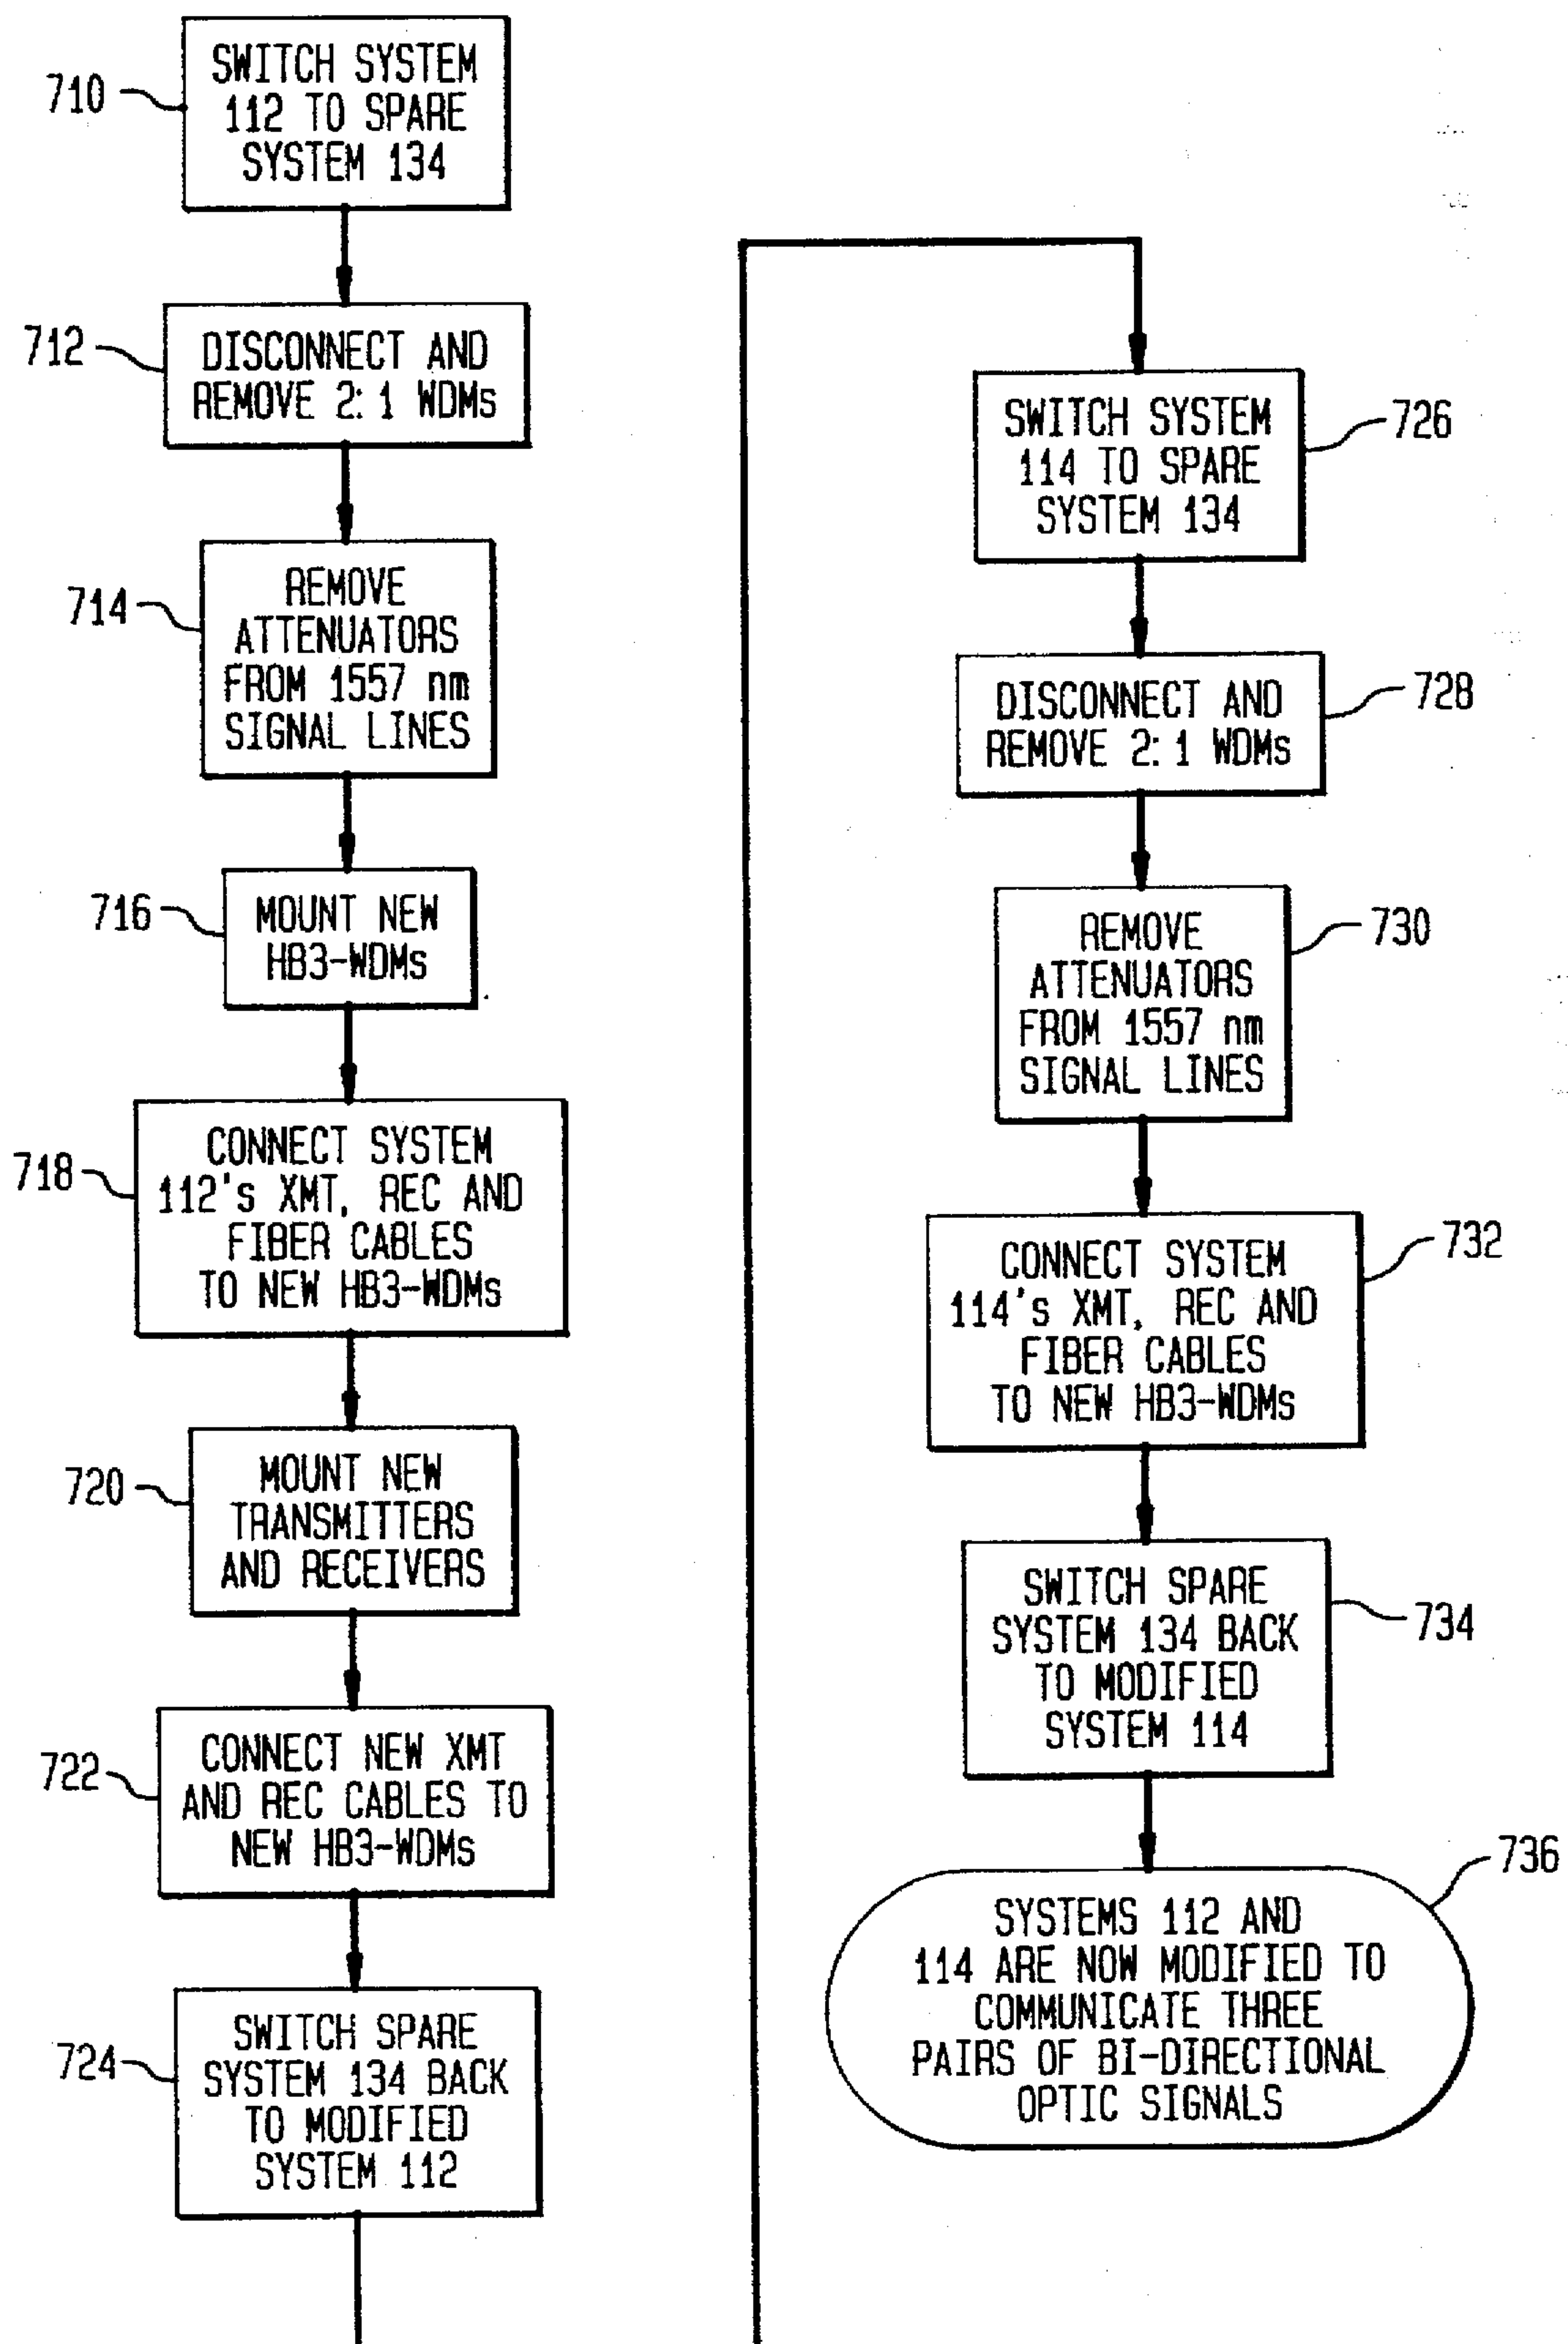 710
SWITCH SYSTEM
112 TO SPARE
SYSTEM 134
712
DISCONNECT AND
REMOVE 2:1 WDMs
714
REMOVE
ATTENUATORS
FROM 1557 nm
SIGNAL LINES
716
MOUNT NEW
HB3-WDMs
718
CONNECT SYSTEM
112's XMT, REC AND
FIBER CABLES
TO NEW HB3-WDMs
720
MOUNT NEW
TRANSMITTERS
AND RECEIVERS
722
CONNECT NEW XMT
AND REC CABLES TO
NEW HB3-WDMs
724
SWITCH SPARE
SYSTEM 134 BACK
TO MODIFIED
SYSTEM 112
726
SWITCH SYSTEM
114 TO SPARE
SYSTEM 134
728
DISCONNECT AND
REMOVE 2:1 WDMs
730
REMOVE
ATTENUATORS
FROM 1557 nm
SIGNAL LINES
732
CONNECT SYSTEM
114's XMT, REC AND
FIBER CABLES
TO NEW HB3-WDMs
734
SWITCH SPARE
SYSTEM 134 BACK
TO MODIFIED
SYSTEM 114
736
SYSTEMS 112 AND
114 ARE NOW MODIFIED TO
COMMUNICATE THREE
PAIRS OF BI-DIRECTIONAL
OPTIC SIGNALS